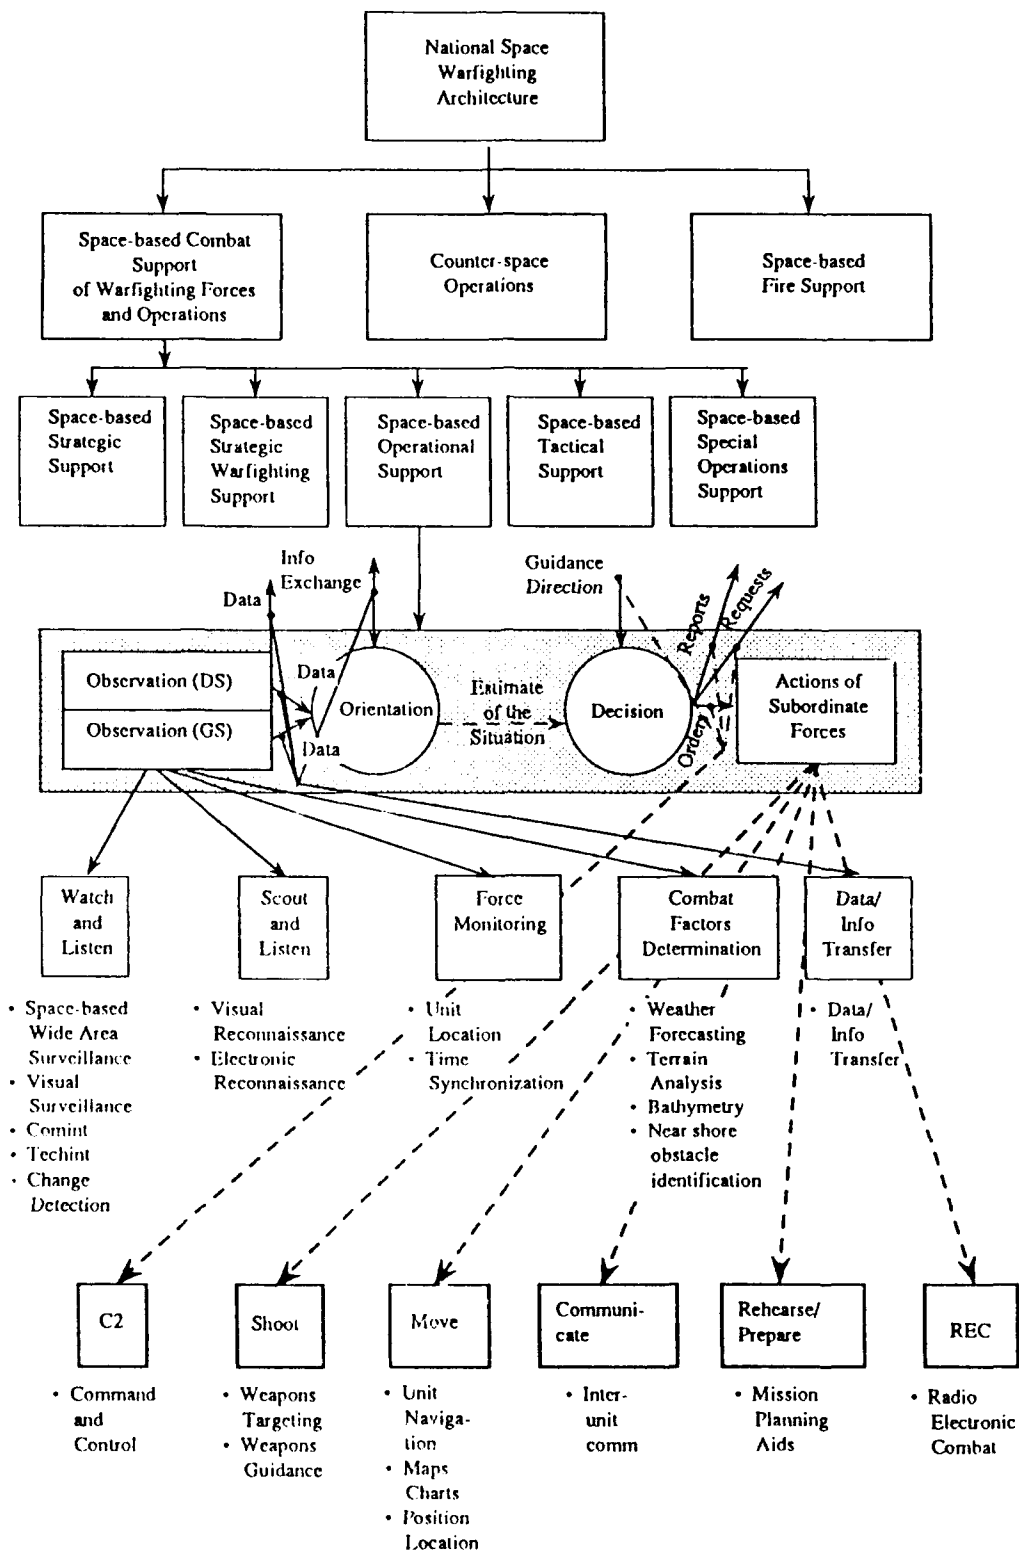 National Space
Warfighting
Architecture
Space-based Combat
Support
of Warfighting Forces
and Operations
Counter-space
Operations
Space-based
Fire Support
Space-based
Strategic
Support
Space-based
Strategic
Warfighting
Support
Space-based
Operational
Support
Space-based
Tactical
Support
Space-based
Special
Operations
Support
Info
Exchange
Data
Guidance
Direction
Reports
Requests
Observation (DS)
Observation (GS)
Data
Data
Orientation
Estimate
of the
Situation
Decision
Orders
Actions of
Subordinate
Forces
Watch
and
Listen
Scout
and
Listen
Force
Monitoring
Combat
Factors
Determination
Data/
Info
Transfer
• Space-based
Wide Area
Surveillance
• Visual
Surveillance
• Comint
• Techint
• Change
Detection
• Visual
Reconnaissance
• Electronic
Reconnaissance
• Unit
Location
• Time
Synchronization
• Weather
Forecasting
• Terrain
Analysis
• Bathymetry
• Near shore
obstacle
identification
• Data/
Info
Transfer
C2
Shoot
Move
Communi-
cate
Rehearse/
Prepare
REC
• Command
and
Control
• Weapons
Targeting
• Weapons
Guidance
• Unit
Naviga-
tion
• Maps
Charts
• Position
Location
• Inter-
unit
comm
• Mission
Planning
Aids
• Radio
Electronic
Combat